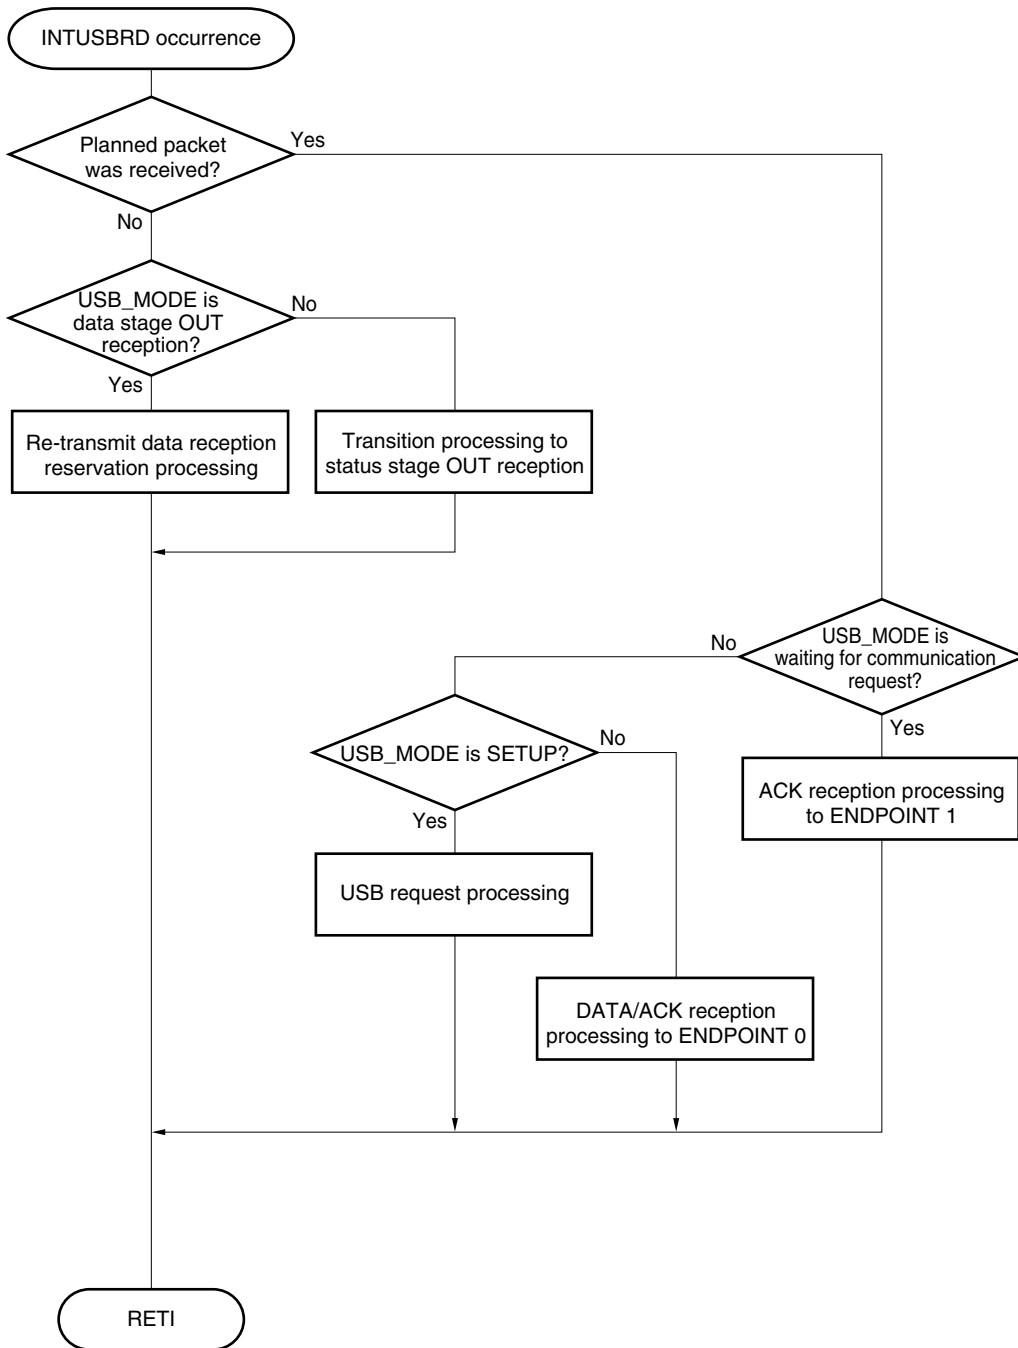 INTUSBRD occurrence
Planned packet
was received?
Yes
No
USB_MODE is
data stage OUT
reception?
No
Yes
Re-transmit data reception
reservation processing
Transition processing to
status stage OUT reception
USB_MODE is
waiting for communication
request?
No
Yes
USB_MODE is SETUP?
No
Yes
ACK reception processing
to ENDPOINT 1
USB request processing
DATA/ACK reception
processing to ENDPOINT 0
RETI